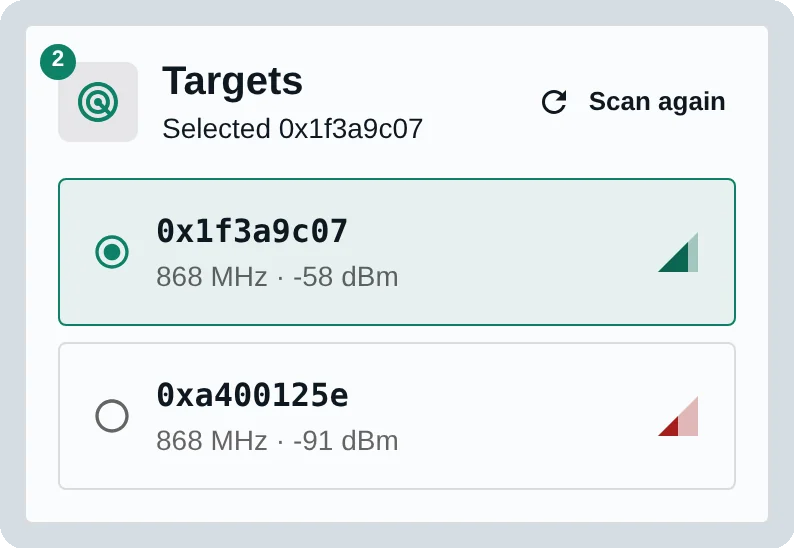 2
Targets
Selected 0x1f3a9c07
Scan again
0x1f3a9c07
868 MHz · -58 dBm
0xa400125e
868 MHz · -91 dBm